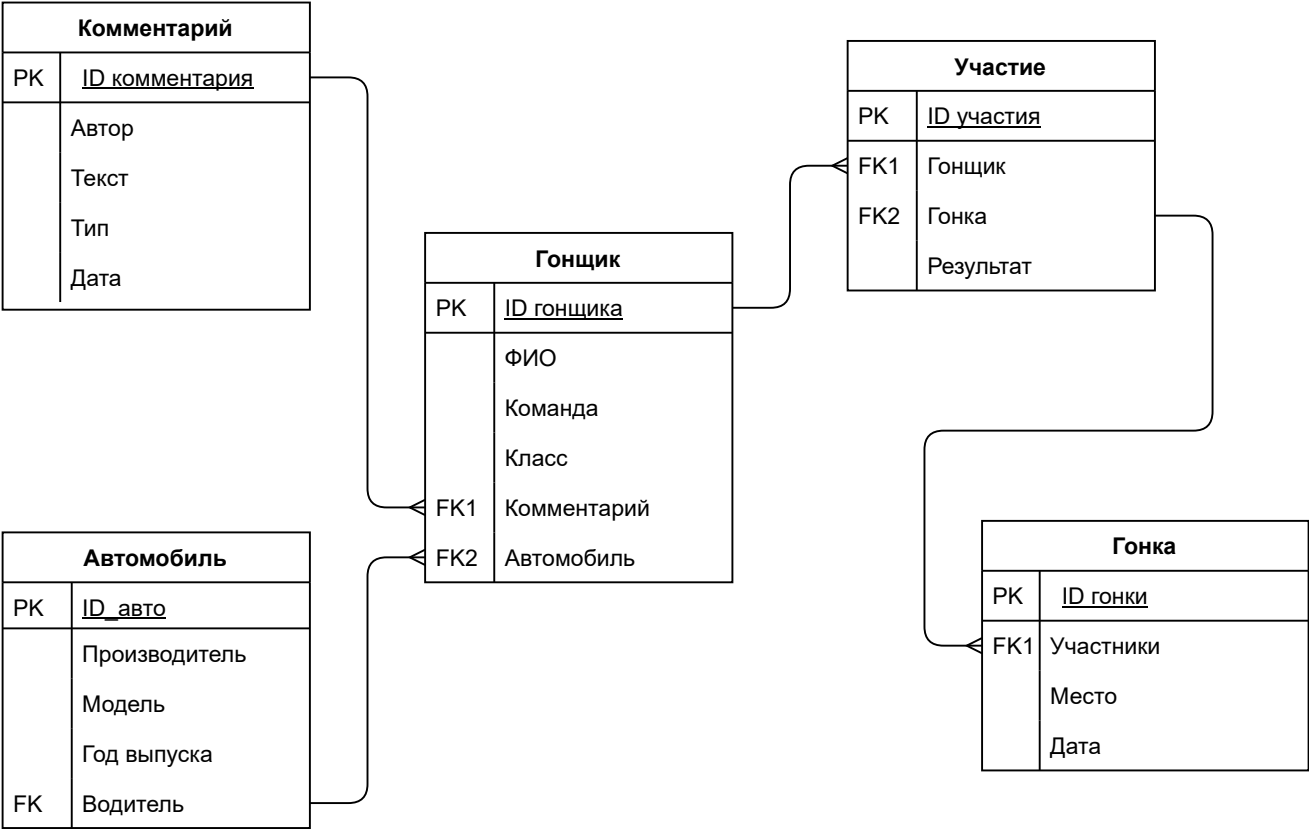 Комментарий
PK ID комментария
Автор
Текст
Тип
Дата
Автомобиль
PK ID_авто
Производитель
Модель
Год выпуска
FK Водитель
Гонщик
PK ID гонщика
ФИО
Команда
Класс
FK1 Комментарий
FK2 Автомобиль
Участие
PK ID участия
FK1 Гонщик
FK2 Гонка
Результат
Гонка
PK ID гонки
FK1 Участники
Место
Дата